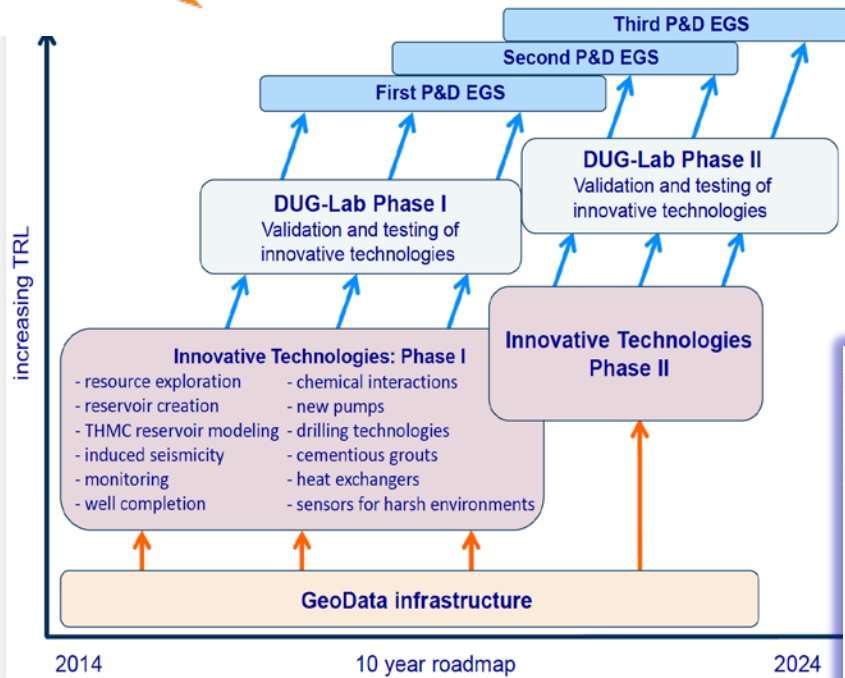 Third P&D EGS
Second P&D EGS
First P&D EGS
DUG-Lab Phase II
Validation and testing of
innovative technologies
DUG-Lab Phase I
Validation and testing of
innovative technologies
Innovative Technologies
Phase II
Innovative Technologies: Phase I
- resource exploration
- reservoir creation
- THMC reservoir modeling
- induced seismicity
- monitoring
- well completion
- chemical interactions
- new pumps
- drilling technologies
- cementious grouts
- heat exchangers
- sensors for harsh environments
GeoData infrastructure
increasing TRL
2014
10 year roadmap
2024